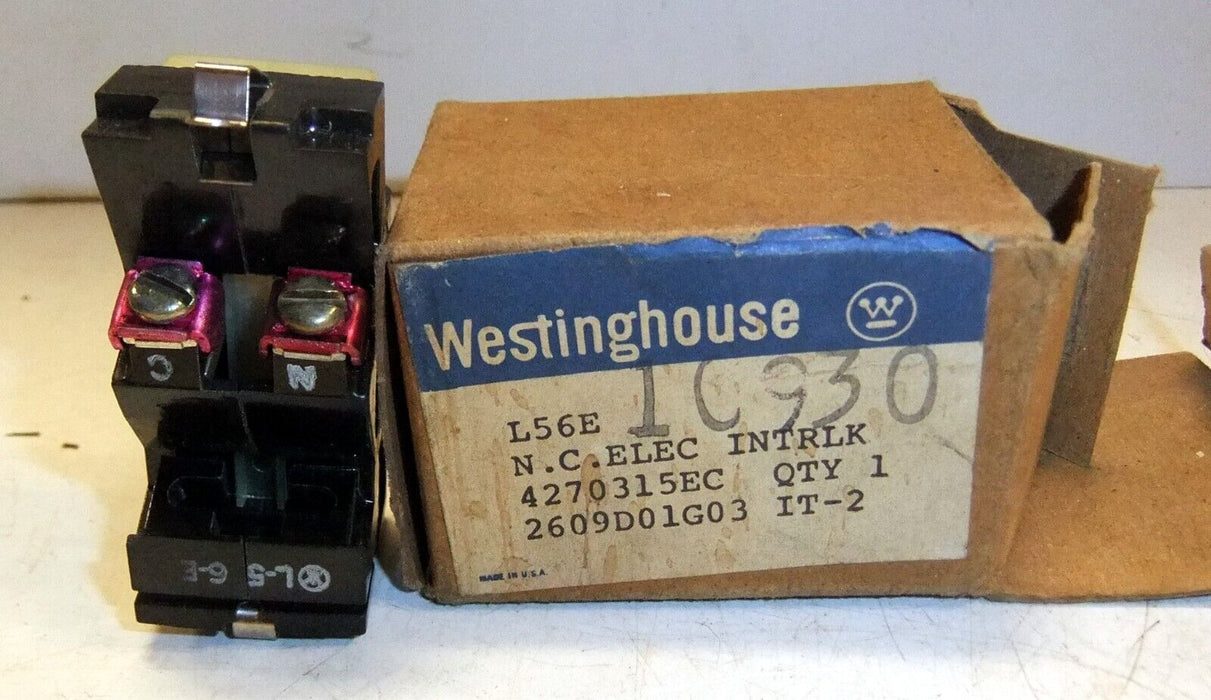 Westinghouse W
1C930
L56E
N.C.ELEC INTRLK
4270315EC QTY 1
2609D01G03 IT-2
MADE IN U.S.A.
C
N
L-56-E